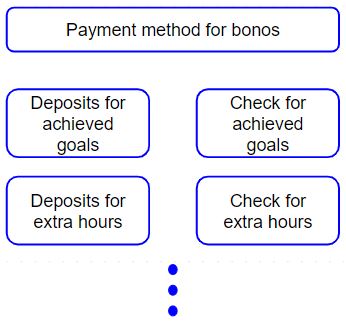 Payment method for bonos
Deposits for
achieved
goals
Check for
achieved
goals
Deposits for
extra hours
Check for
extra hours